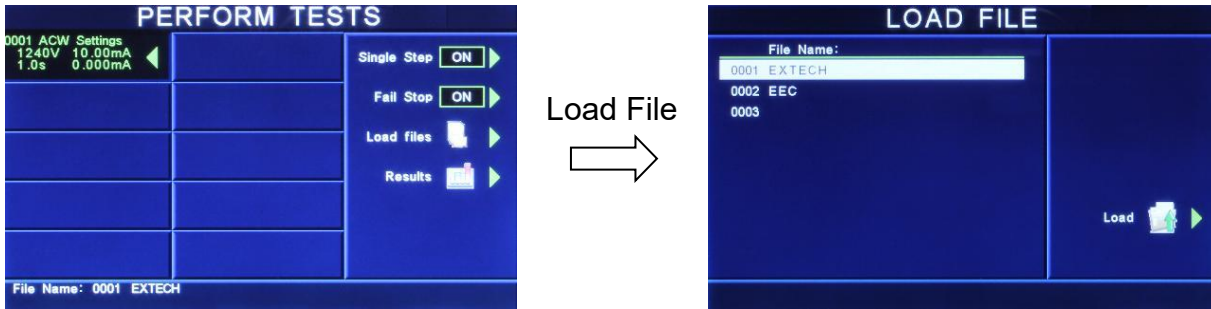 PERFORM TESTS
0001 ACW Settings
1240V 10.00mA
1.0s 0.000mA
Single Step ON
Fail Stop ON
Load files
Results
File Name: 0001 EXTECH
Load File
LOAD FILE
File Name:
0001 EXTECH
0002 EEC
0003
Load